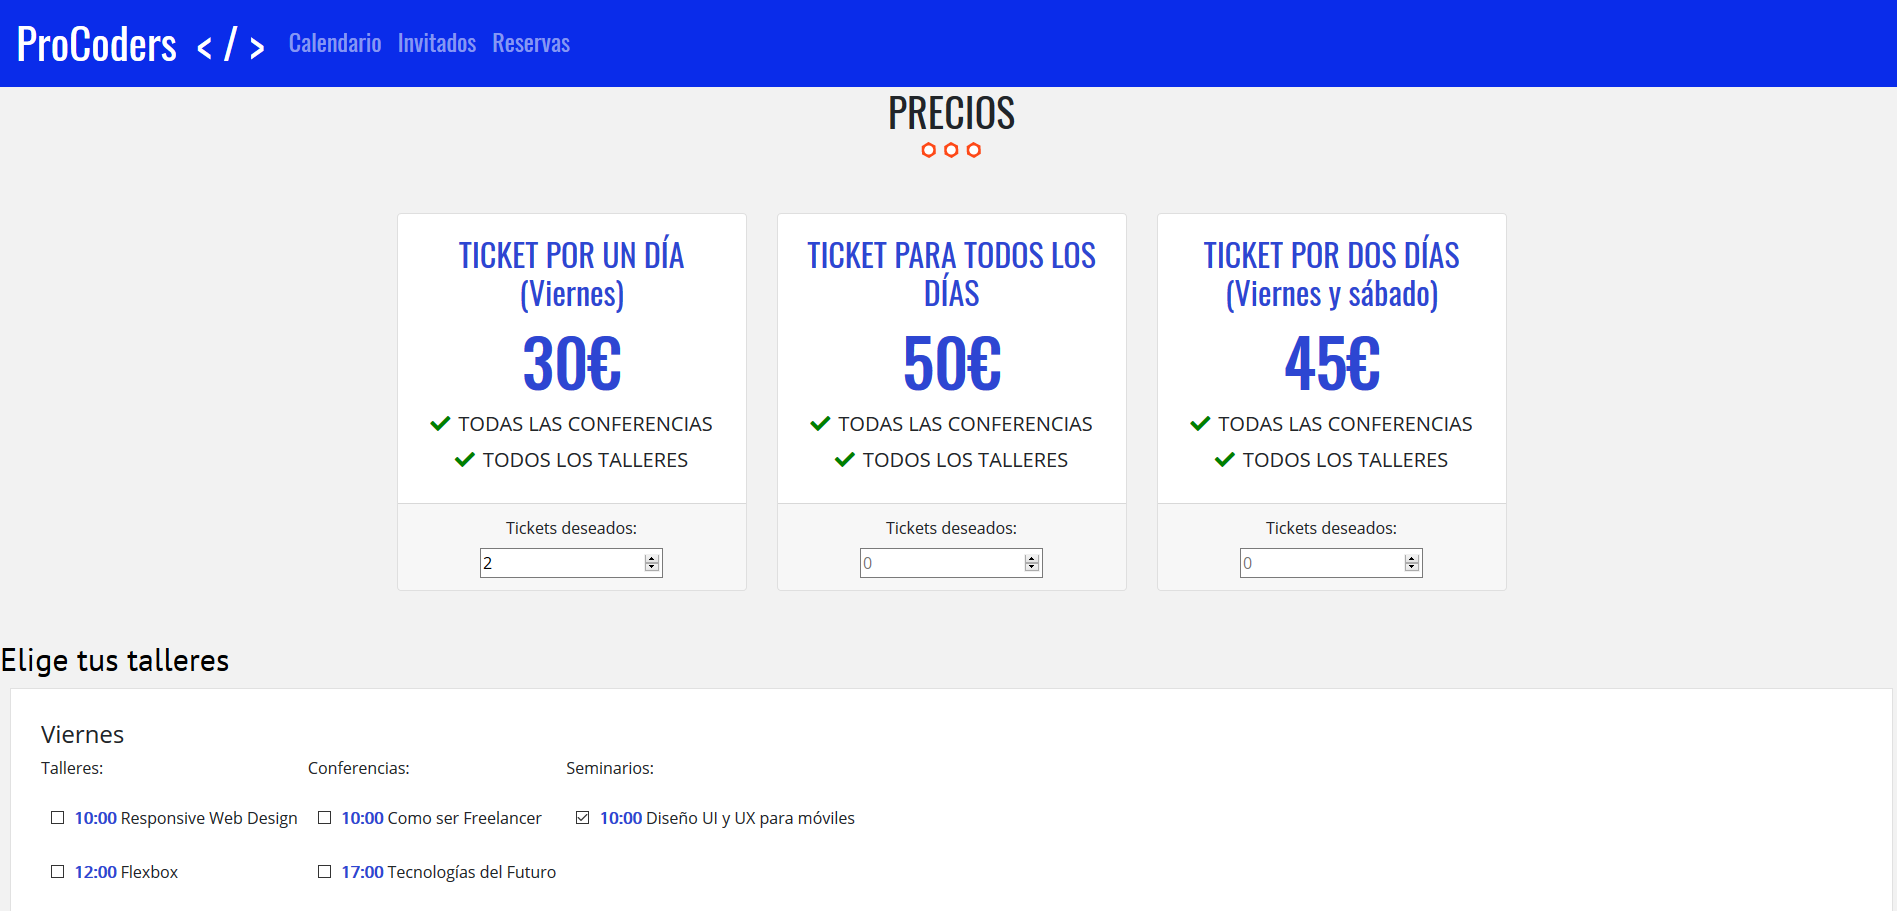 ProCoders </> Calendario Invitados Reservas
PRECIOS
TICKET POR UN DÍA
(Viernes)
30€
TODAS LAS CONFERENCIAS
TODOS LOS TALLERES
Tickets deseados:
2
TICKET PARA TODOS LOS
DÍAS
50€
TODAS LAS CONFERENCIAS
TODOS LOS TALLERES
Tickets deseados:
0
TICKET POR DOS DÍAS
(Viernes y sábado)
45€
TODAS LAS CONFERENCIAS
TODOS LOS TALLERES
Tickets deseados:
0
Elige tus talleres
Viernes
Talleres:
10:00 Responsive Web Design
12:00 Flexbox
Conferencias:
10:00 Como ser Freelancer
17:00 Tecnologías del Futuro
Seminarios:
10:00 Diseño UI y UX para móviles